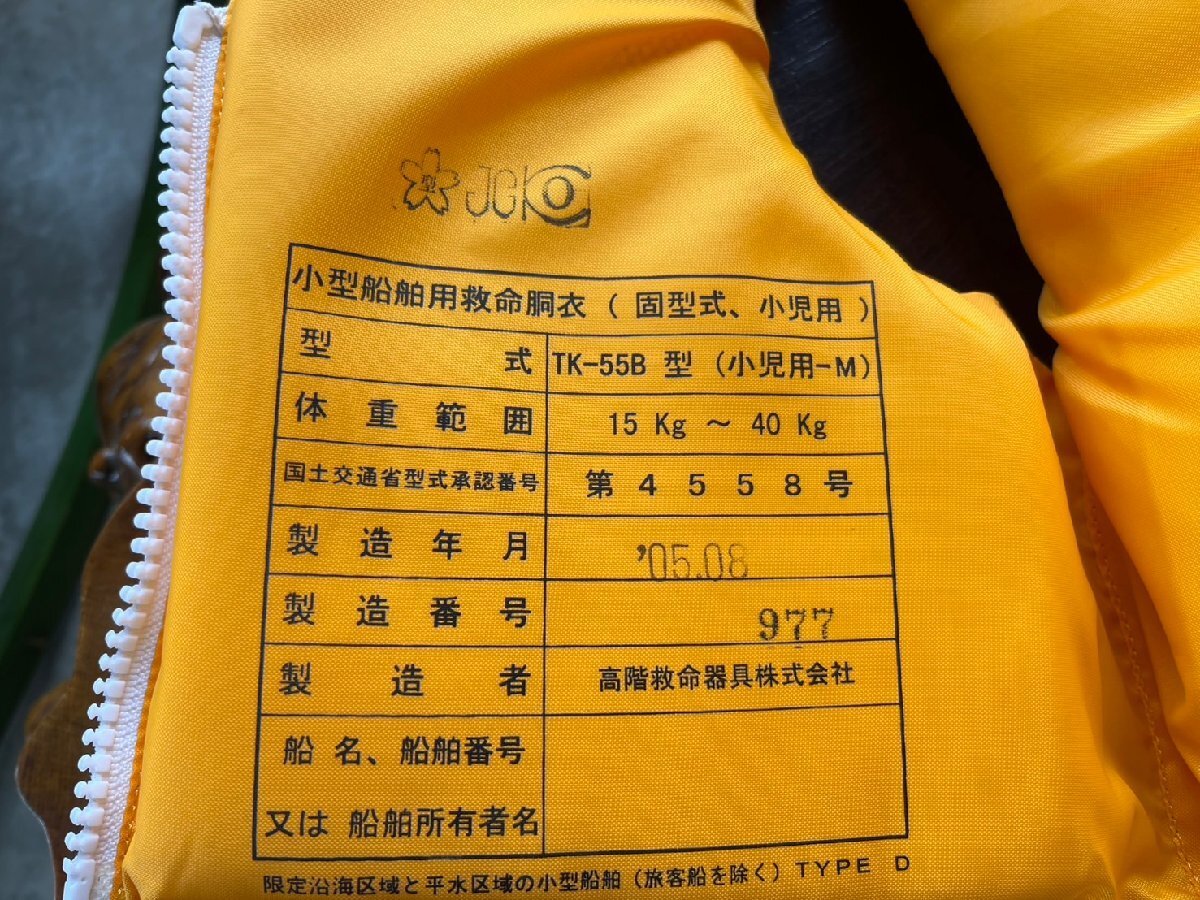 型 JCI
小型船舶用救命胴衣 ( 固型式、小児用 )
型 式 TK-55B 型 (小児用-M)
体 重 範 囲 15 Kg ～ 40 Kg
国土交通省型式承認番号 第 4 5 5 8 号
製 造 年 月 '05.08
製 造 番 号 977
製 造 者 高階救命器具株式会社
船 名、船舶番号
又は 船舶所有者名
限定沿海区域と平水区域の小型船舶 (旅客船を除く) TYPE D